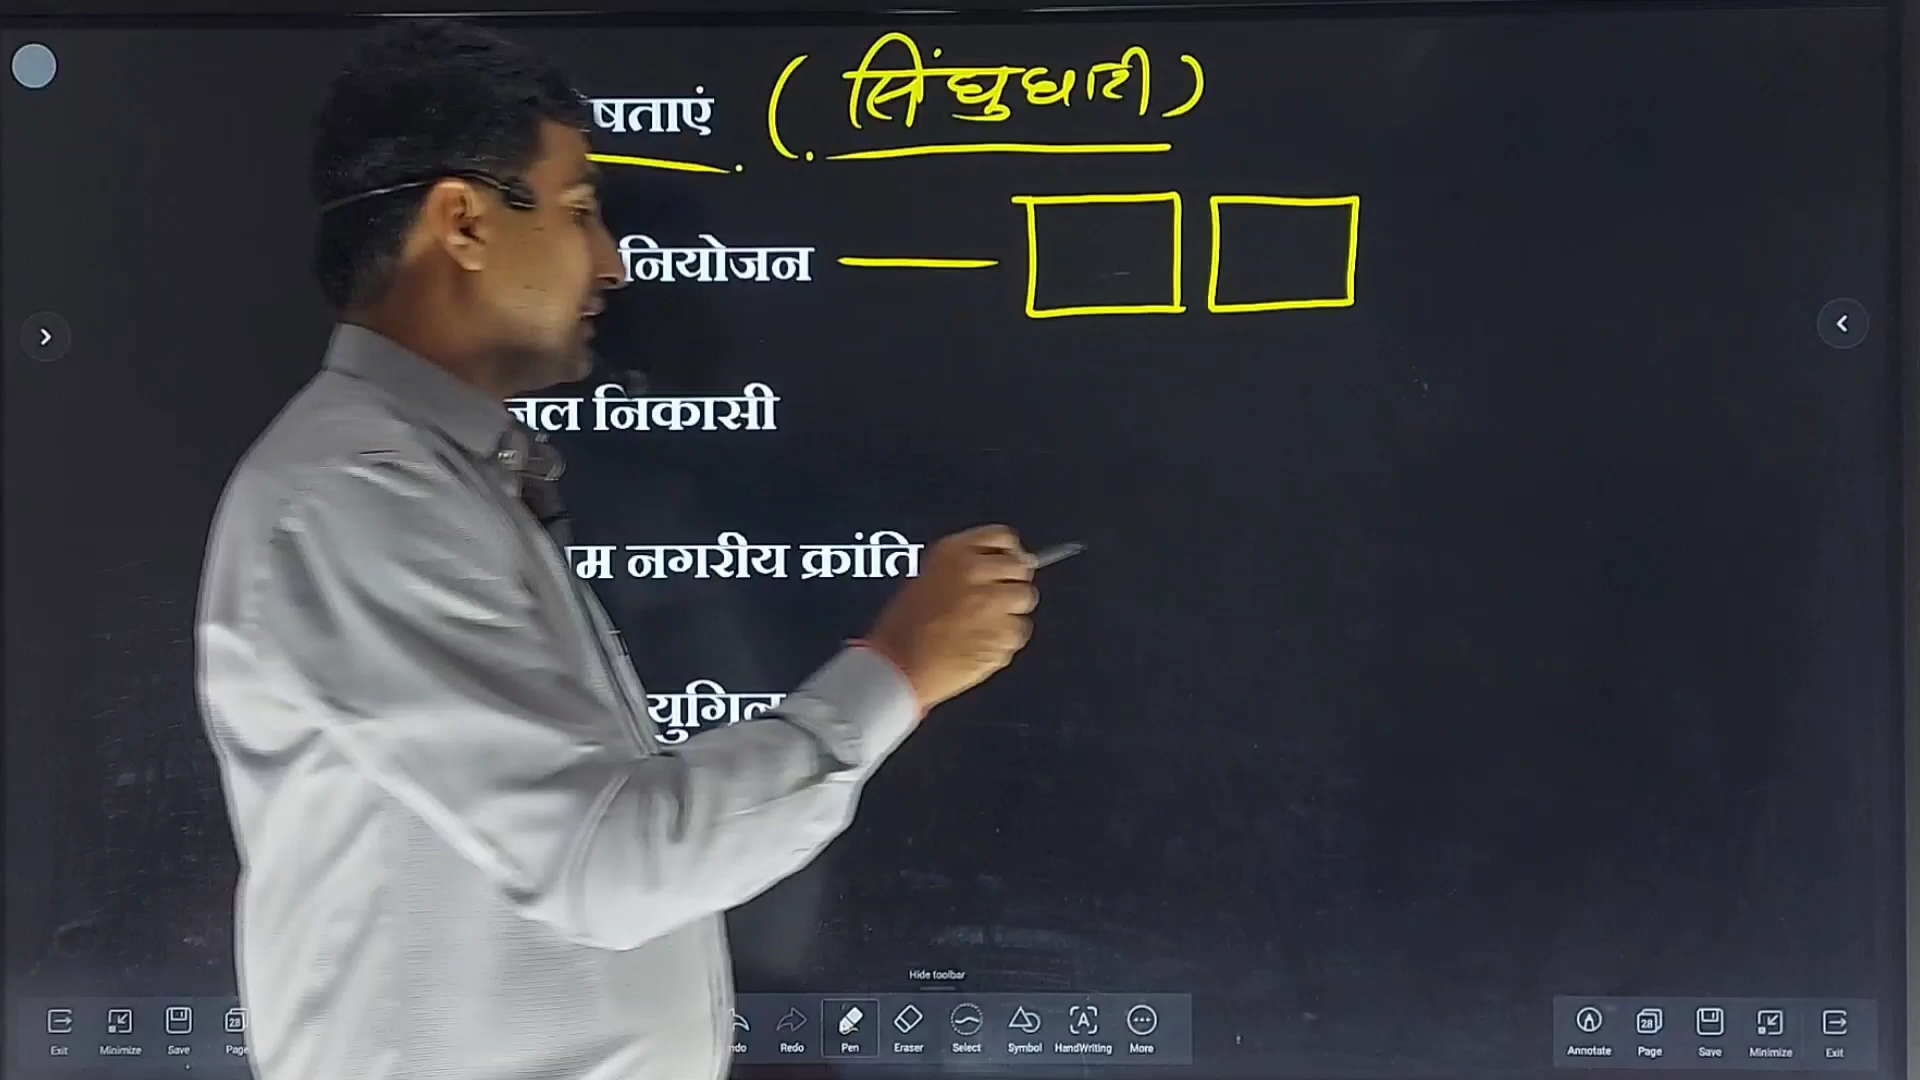 षताएं (सिंधुघाटी)
नियोजन
जल निकासी
म नगरीय क्रांति
युगिन
Hide toolbar
Exit Minimize Save Page Redo Pen Eraser Select Symbol HandWriting More Annotate Page Save Minimize Exit